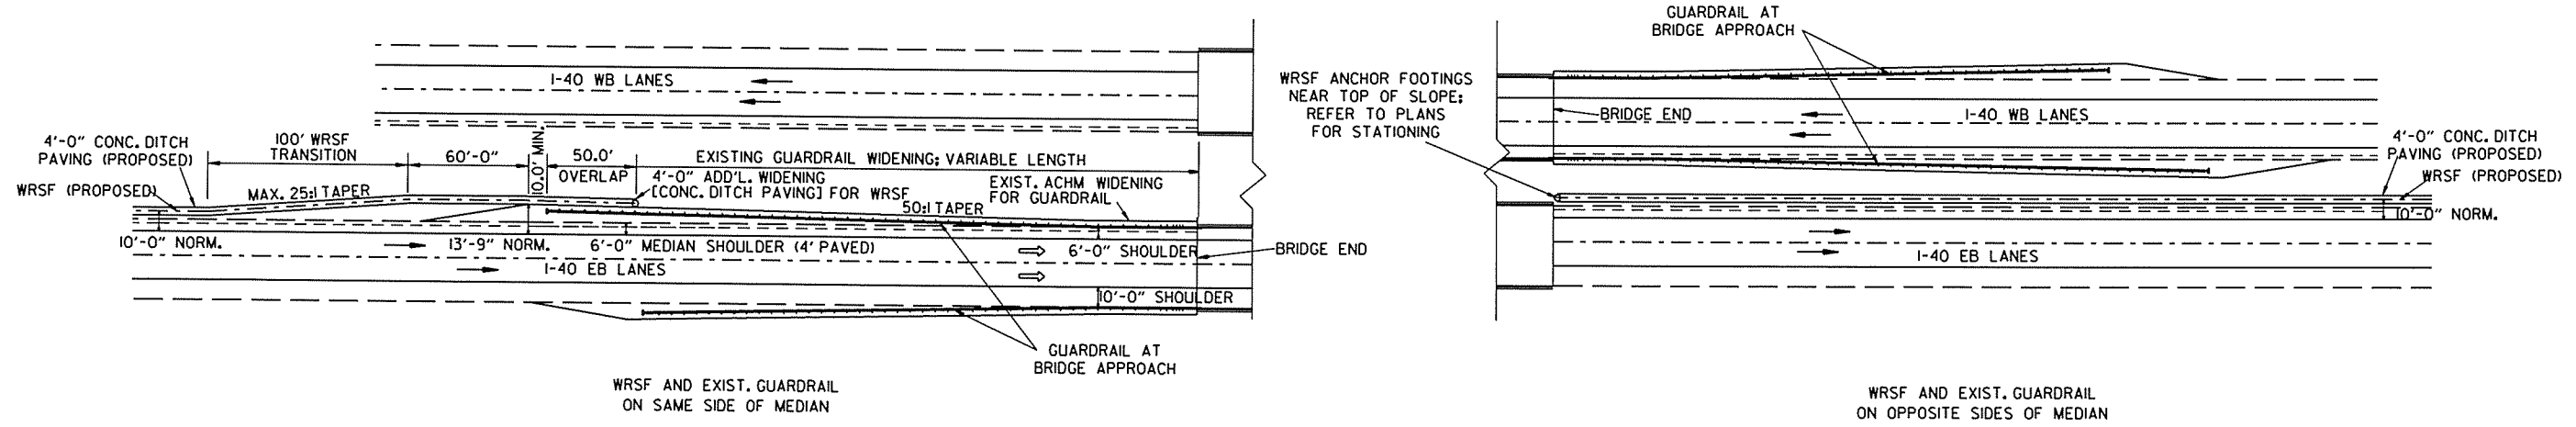 I-40 WB LANES
4'-0" CONC. DITCH
PAVING (PROPOSED)
100' WRSF
TRANSITION
60'-0"
10.0' MIN.
50.0'
OVERLAP
EXISTING GUARDRAIL WIDENING; VARIABLE LENGTH
WRSF (PROPOSED)
MAX. 25:1 TAPER
4'-0" ADD'L. WIDENING
[CONC. DITCH PAVING] FOR WRSF
EXIST. ACHM WIDENING
FOR GUARDRAIL
50:1 TAPER
10'-0" NORM.
13'-9" NORM.
6'-0" MEDIAN SHOULDER (4' PAVED)
6'-0" SHOULDER
BRIDGE END
I-40 EB LANES
10'-0" SHOULDER
GUARDRAIL AT
BRIDGE APPROACH
WRSF AND EXIST. GUARDRAIL
ON SAME SIDE OF MEDIAN
GUARDRAIL AT
BRIDGE APPROACH
WRSF ANCHOR FOOTINGS
NEAR TOP OF SLOPE;
REFER TO PLANS
FOR STATIONING
BRIDGE END
I-40 WB LANES
4'-0" CONC. DITCH
PAVING (PROPOSED)
WRSF (PROPOSED)
10'-0" NORM.
I-40 EB LANES
WRSF AND EXIST. GUARDRAIL
ON OPPOSITE SIDES OF MEDIAN